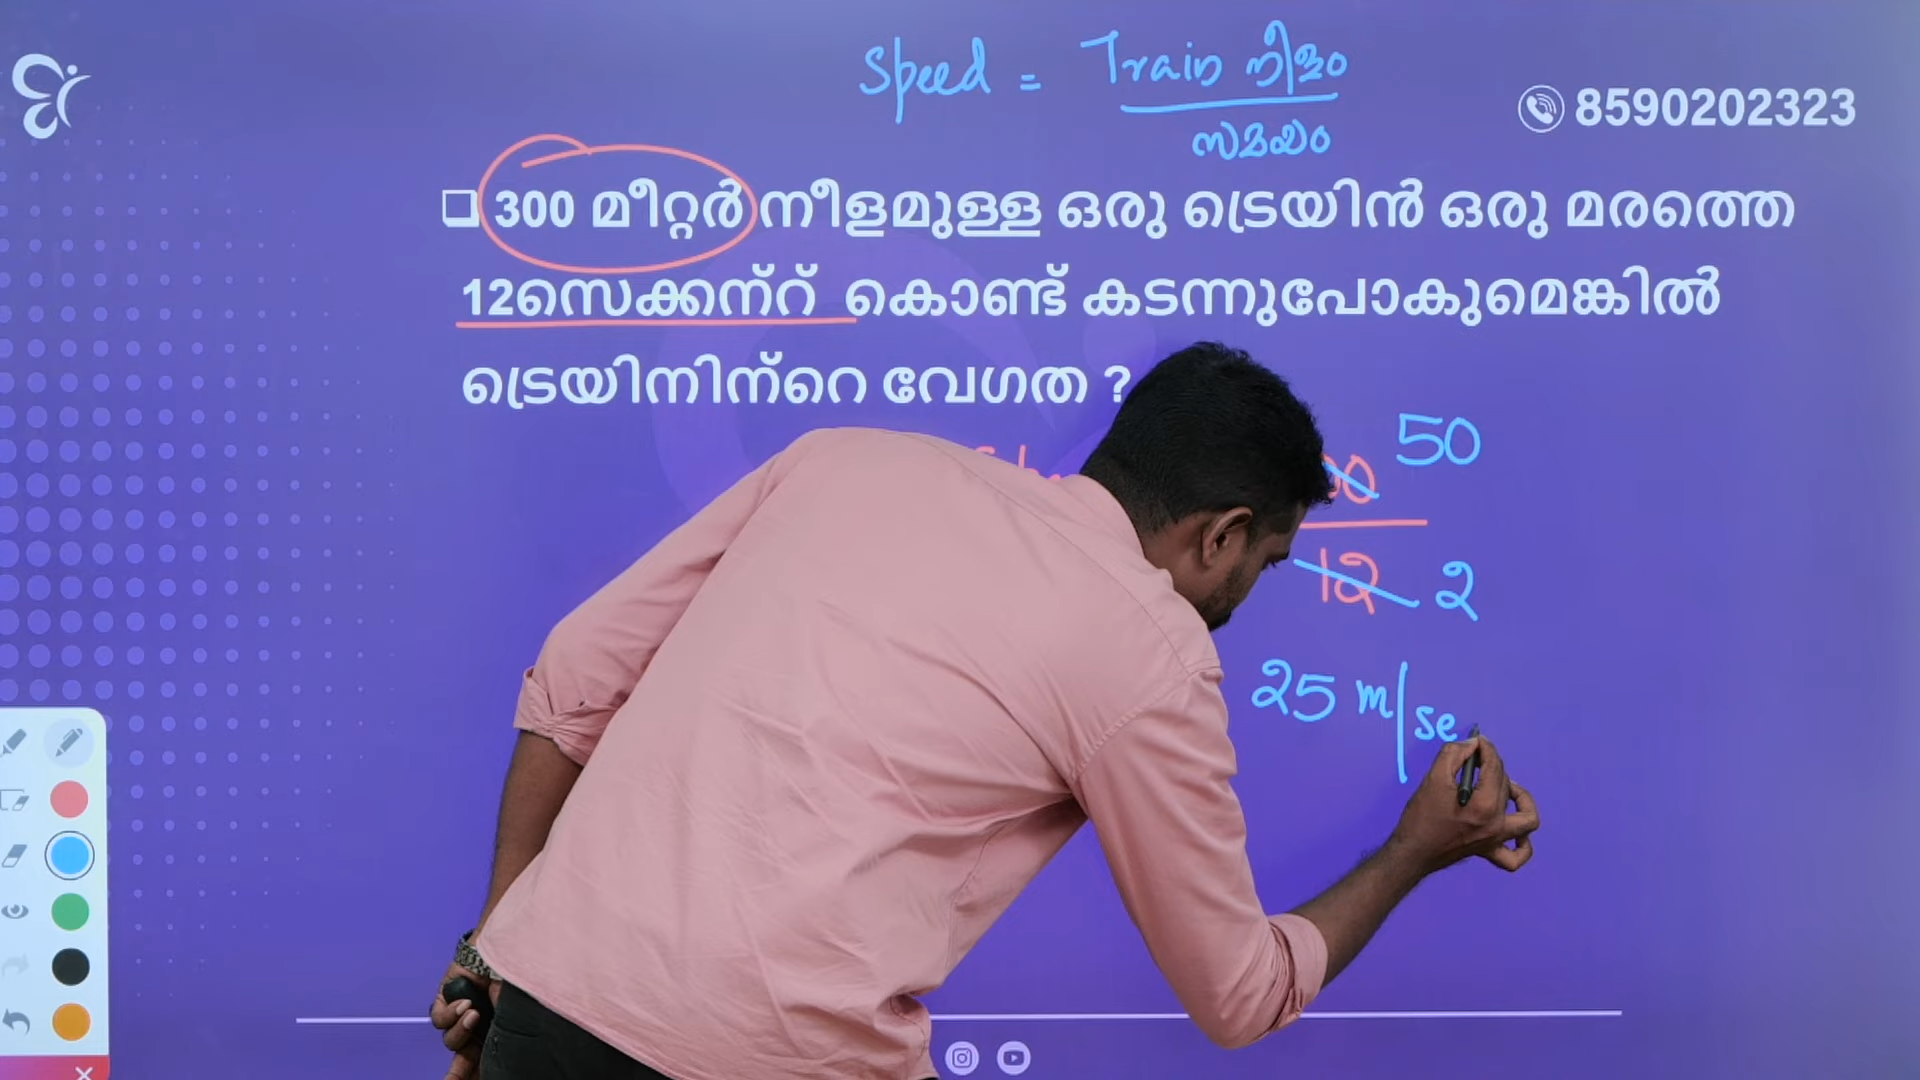 Speed = Train നീളം
സമയം
8590202323
300 മീറ്റർ നീളമുള്ള ഒരു ട്രെയിൻ ഒരു മരത്തെ
12സെക്കന്റ് കൊണ്ട് കടന്നുപോകുമെങ്കിൽ
ട്രെയിനിന്റെ വേഗത ?
50
12 2
25 m/se